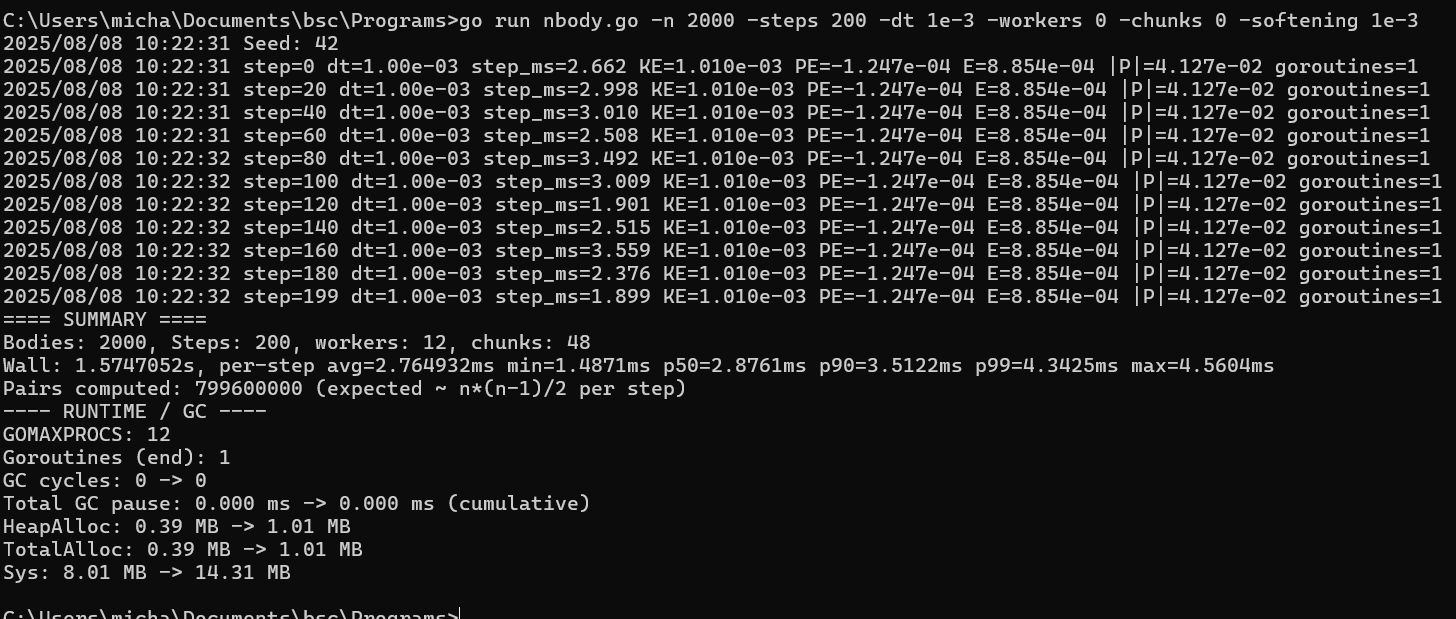 C:\Users\micha\Documents\bsc\Programs>go run nbody.go -n 2000 -steps 200 -dt 1e-3 -workers 0 -chunks 0 -softening 1e-3
2025/08/08 10:22:31 Seed: 42
2025/08/08 10:22:31 step=0 dt=1.00e-03 step_ms=2.662 KE=1.010e-03 PE=-1.247e-04 E=8.854e-04 |P|=4.127e-02 goroutines=1
2025/08/08 10:22:31 step=20 dt=1.00e-03 step_ms=2.998 KE=1.010e-03 PE=-1.247e-04 E=8.854e-04 |P|=4.127e-02 goroutines=1
2025/08/08 10:22:31 step=40 dt=1.00e-03 step_ms=3.010 KE=1.010e-03 PE=-1.247e-04 E=8.854e-04 |P|=4.127e-02 goroutines=1
2025/08/08 10:22:31 step=60 dt=1.00e-03 step_ms=2.508 KE=1.010e-03 PE=-1.247e-04 E=8.854e-04 |P|=4.127e-02 goroutines=1
2025/08/08 10:22:32 step=80 dt=1.00e-03 step_ms=3.492 KE=1.010e-03 PE=-1.247e-04 E=8.854e-04 |P|=4.127e-02 goroutines=1
2025/08/08 10:22:32 step=100 dt=1.00e-03 step_ms=3.009 KE=1.010e-03 PE=-1.247e-04 E=8.854e-04 |P|=4.127e-02 goroutines=1
2025/08/08 10:22:32 step=120 dt=1.00e-03 step_ms=1.901 KE=1.010e-03 PE=-1.247e-04 E=8.854e-04 |P|=4.127e-02 goroutines=1
2025/08/08 10:22:32 step=140 dt=1.00e-03 step_ms=2.515 KE=1.010e-03 PE=-1.247e-04 E=8.854e-04 |P|=4.127e-02 goroutines=1
2025/08/08 10:22:32 step=160 dt=1.00e-03 step_ms=3.559 KE=1.010e-03 PE=-1.247e-04 E=8.854e-04 |P|=4.127e-02 goroutines=1
2025/08/08 10:22:32 step=180 dt=1.00e-03 step_ms=2.376 KE=1.010e-03 PE=-1.247e-04 E=8.854e-04 |P|=4.127e-02 goroutines=1
2025/08/08 10:22:32 step=199 dt=1.00e-03 step_ms=1.899 KE=1.010e-03 PE=-1.247e-04 E=8.854e-04 |P|=4.127e-02 goroutines=1
==== SUMMARY ====
Bodies: 2000, Steps: 200, workers: 12, chunks: 48
Wall: 1.5747052s, per-step avg=2.764932ms min=1.4871ms p50=2.8761ms p90=3.5122ms p99=4.3425ms max=4.5604ms
Pairs computed: 799600000 (expected ~ n*(n-1)/2 per step)
---- RUNTIME / GC ----
GOMAXPROCS: 12
Goroutines (end): 1
GC cycles: 0 -> 0
Total GC pause: 0.000 ms -> 0.000 ms (cumulative)
HeapAlloc: 0.39 MB -> 1.01 MB
TotalAlloc: 0.39 MB -> 1.01 MB
Sys: 8.01 MB -> 14.31 MB
C:\Users\micha\Documents\bsc\Programs>